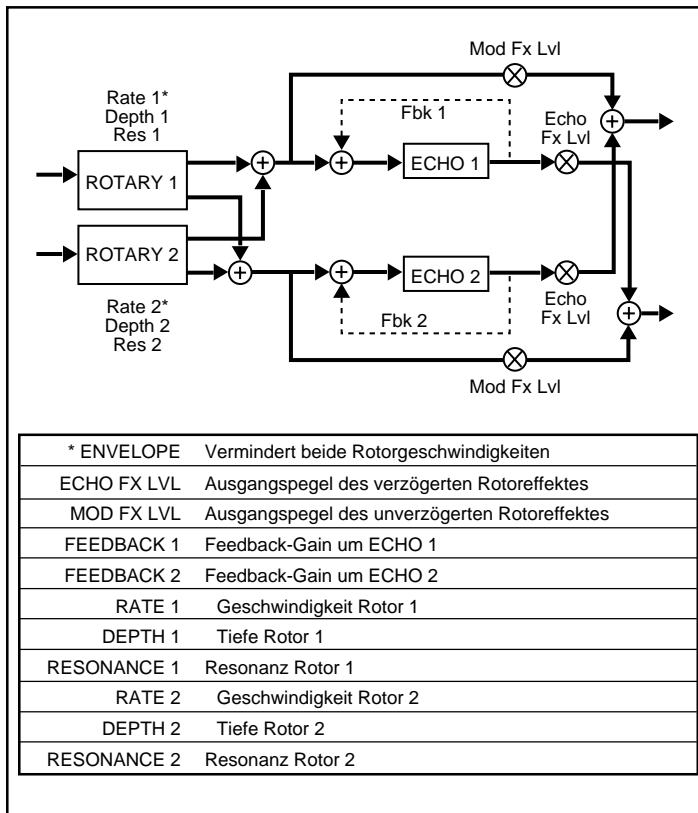 Mod Fx Lvl
Rate 1*
Depth 1
Res 1
Fbk 1
Echo
Fx Lvl
ROTARY 1
ECHO 1
ROTARY 2
ECHO 2
Rate 2*
Depth 2
Res 2
Fbk 2
Echo
Fx Lvl
Mod Fx Lvl
* ENVELOPE Vermindert beide Rotorgeschwindigkeiten
ECHO FX LVL Ausgangspegel des verzögerten Rotoreffektes
MOD FX LVL Ausgangspegel des unverzögerten Rotoreffektes
FEEDBACK 1 Feedback-Gain um ECHO 1
FEEDBACK 2 Feedback-Gain um ECHO 2
RATE 1 Geschwindigkeit Rotor 1
DEPTH 1 Tiefe Rotor 1
RESONANCE 1 Resonanz Rotor 1
RATE 2 Geschwindigkeit Rotor 2
DEPTH 2 Tiefe Rotor 2
RESONANCE 2 Resonanz Rotor 2